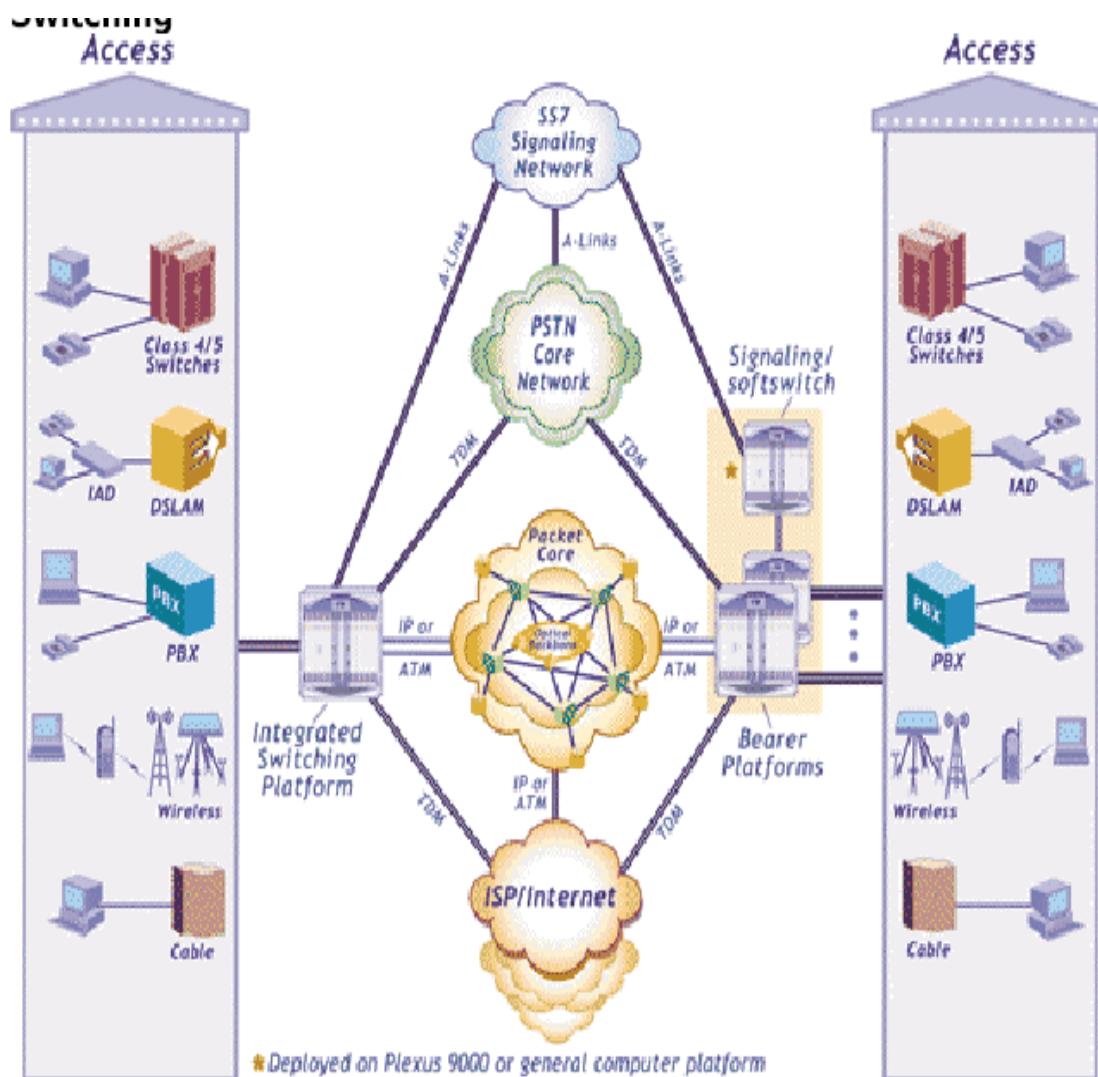 Switching
Access
Access
SS7
Signaling
Network
A-Links
A-Links
A-Links
PSTN
Core
Network
Signaling/
softswitch
TDM
TDM
Class 4/5
Switches
IAD
DSLAM
PBX
PBX
Wireless
Cable
Packet
Core
Optical
Backbone
IP or
ATM
IP or
ATM
Integrated
Switching
Platform
Bearer
Platforms
TDM
IP or
ATM
TDM
ISP/Internet
Class 4/5
Switches
DSLAM
IAD
PBX
PBX
Wireless
Cable
*Deployed on Plexus 9000 or general computer platform